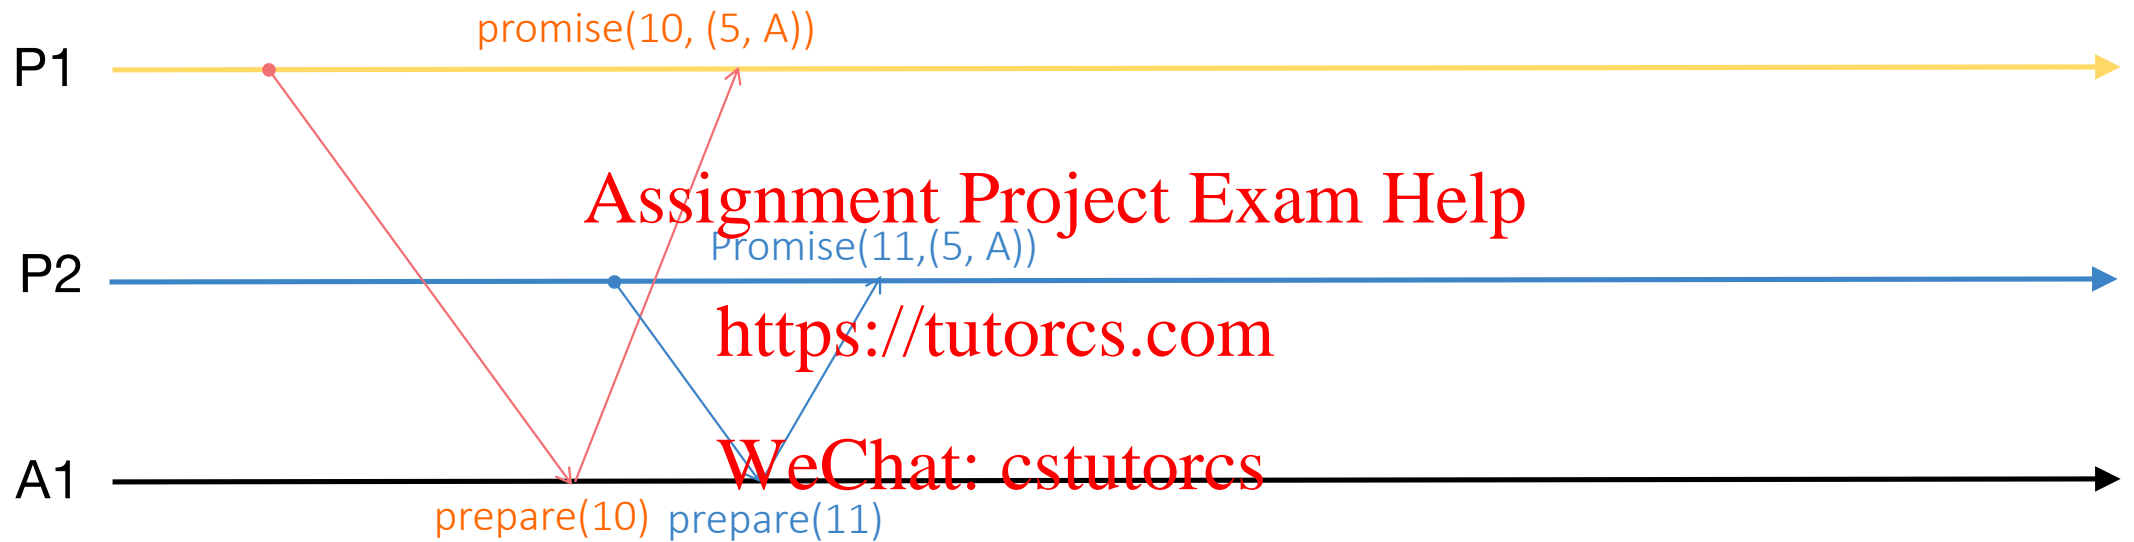 promise(10, (5, A))
P1
Assignment Project Exam Help
Promise(11,(5, A))
P2
https://tutorcs.com
WeChat: cstutorcs
A1
prepare(10) prepare(11)